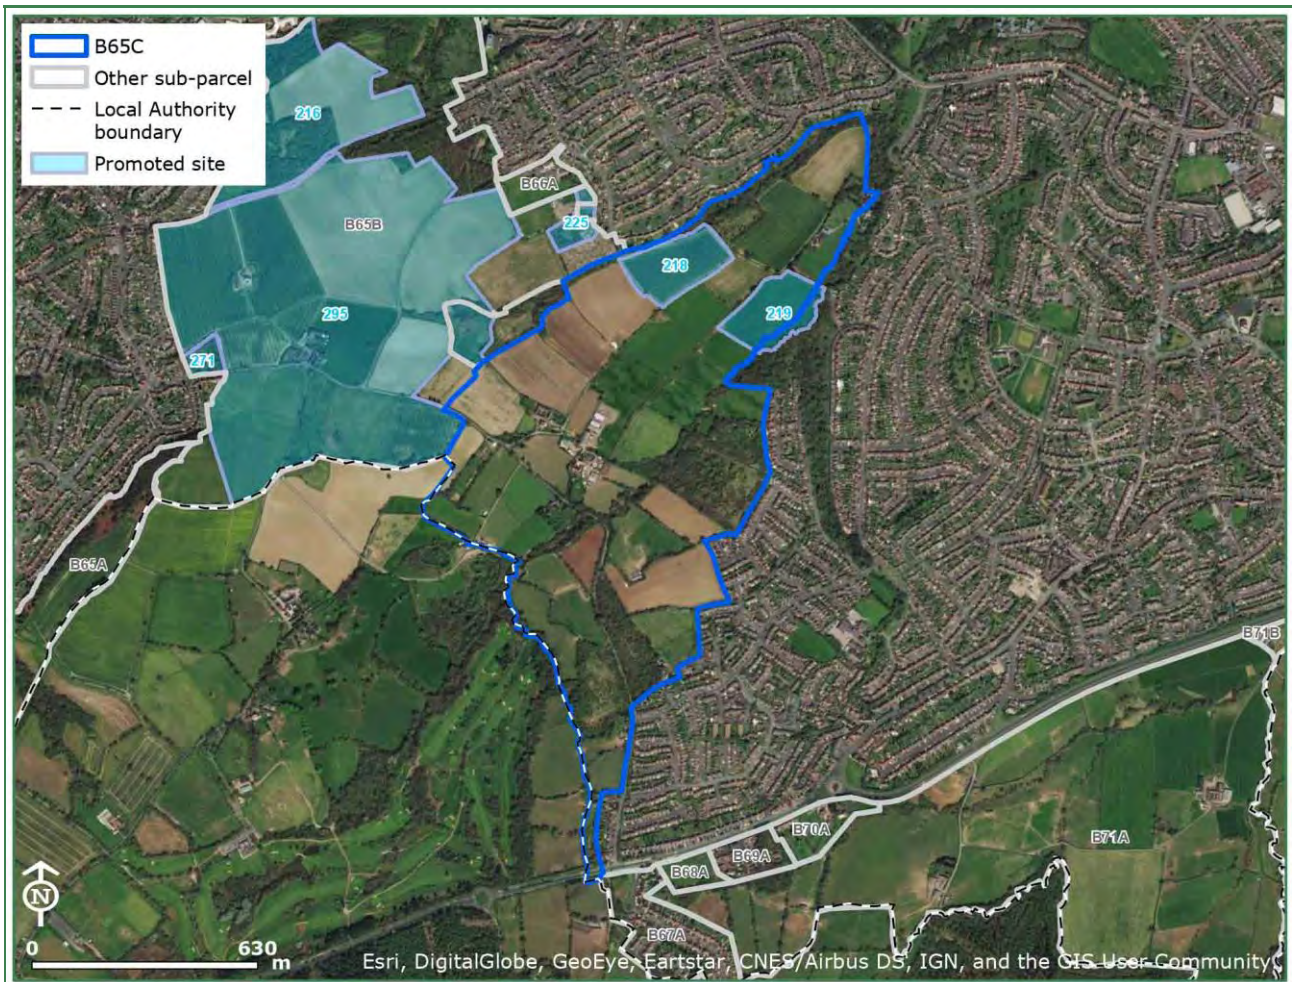 B65C
Other sub-parcel
Local Authority
boundary
Promoted site
216
B66A
B65B
225
218
295
219
271
B65A
B71B
B70A
B71A
B69A
B68A
B67A
N
0 630
m
Esri, DigitalGlobe, GeoEye, Eartstar, CNES/Airbus DS, IGN, and the GIS User Community